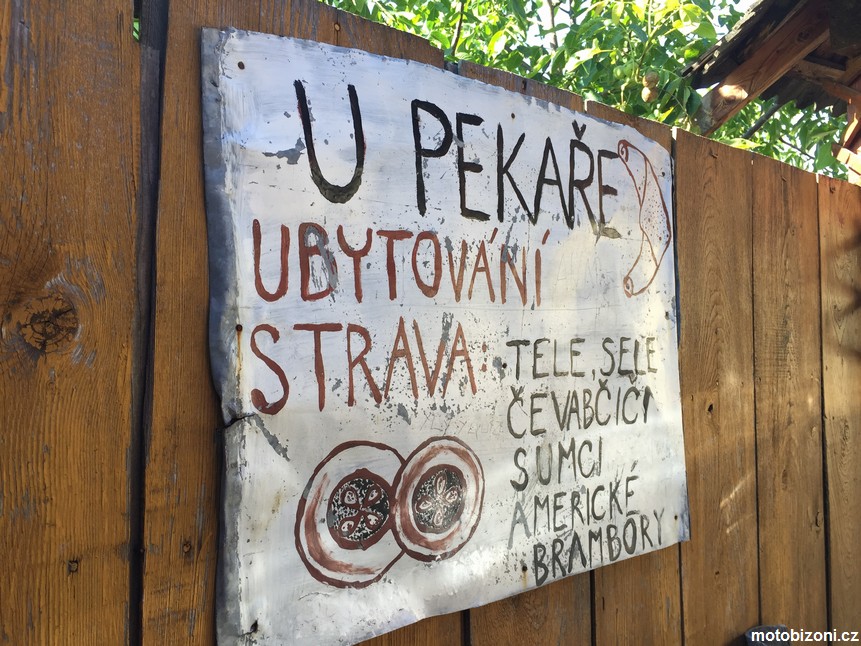 U PEKAŘE
UBYTOVÁNÍ
STRAVA:
TELE, SELE
ČEVABČIČI
SUMCI
AMERICKÉ
BRAMBORY
motobizoni.cz